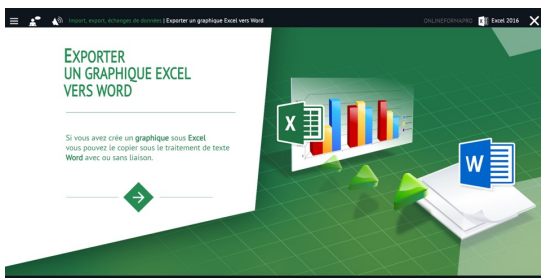 Import, export, échanges de données | Exporter un graphique Excel vers Word
ONLINEFORMAPRO
Excel 2016
EXPORTER
UN GRAPHIQUE EXCEL
VERS WORD
Si vous avez crée un graphique sous Excel
vous pouvez le copier sous le traitement de texte
Word avec ou sans liaison.
X
W